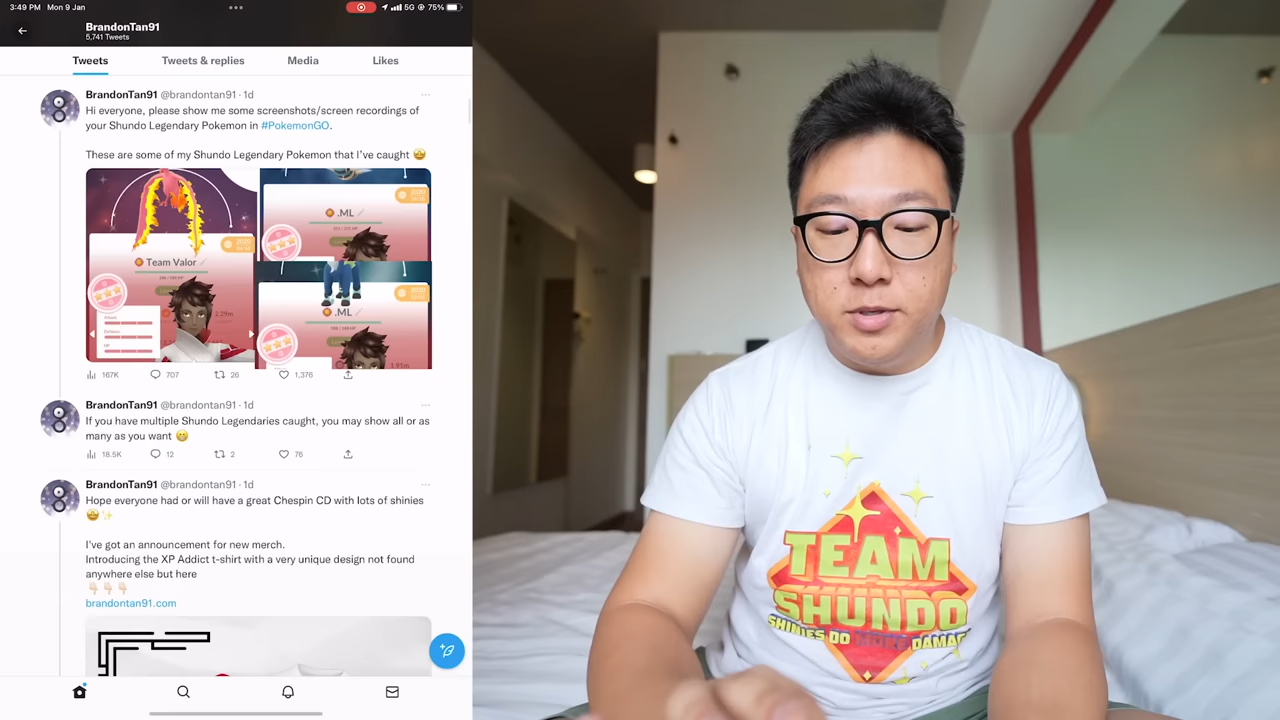 3:49 PM Mon 9 Jan
5G 75%
BrandonTan91
5,741 Tweets
Tweets
Tweets & replies
Media
Likes
BrandonTan91 @brandontan91 · 1d
Hi everyone, please show me some screenshots/screen recordings of
your Shundo Legendary Pokemon in #PokemonGO.
These are some of my Shundo Legendary Pokemon that I've caught 🤩
Team Valor
.ML
.ML
167K 707 26 1,376
BrandonTan91 @brandontan91 · 1d
If you have multiple Shundo Legendaries caught, you may show all or as
many as you want 😁
18.5K 12 2 76
BrandonTan91 @brandontan91 · 1d
Hope everyone had or will have a great Chespin CD with lots of shinies
🤩✨
I've got an announcement for new merch.
Introducing the XP Addict t-shirt with a very unique design not found
anywhere else but here
👇🏻👇🏻👇🏻
brandontan91.com
TEAM
SHUNDO
SHINIES DO MORE DAMAG